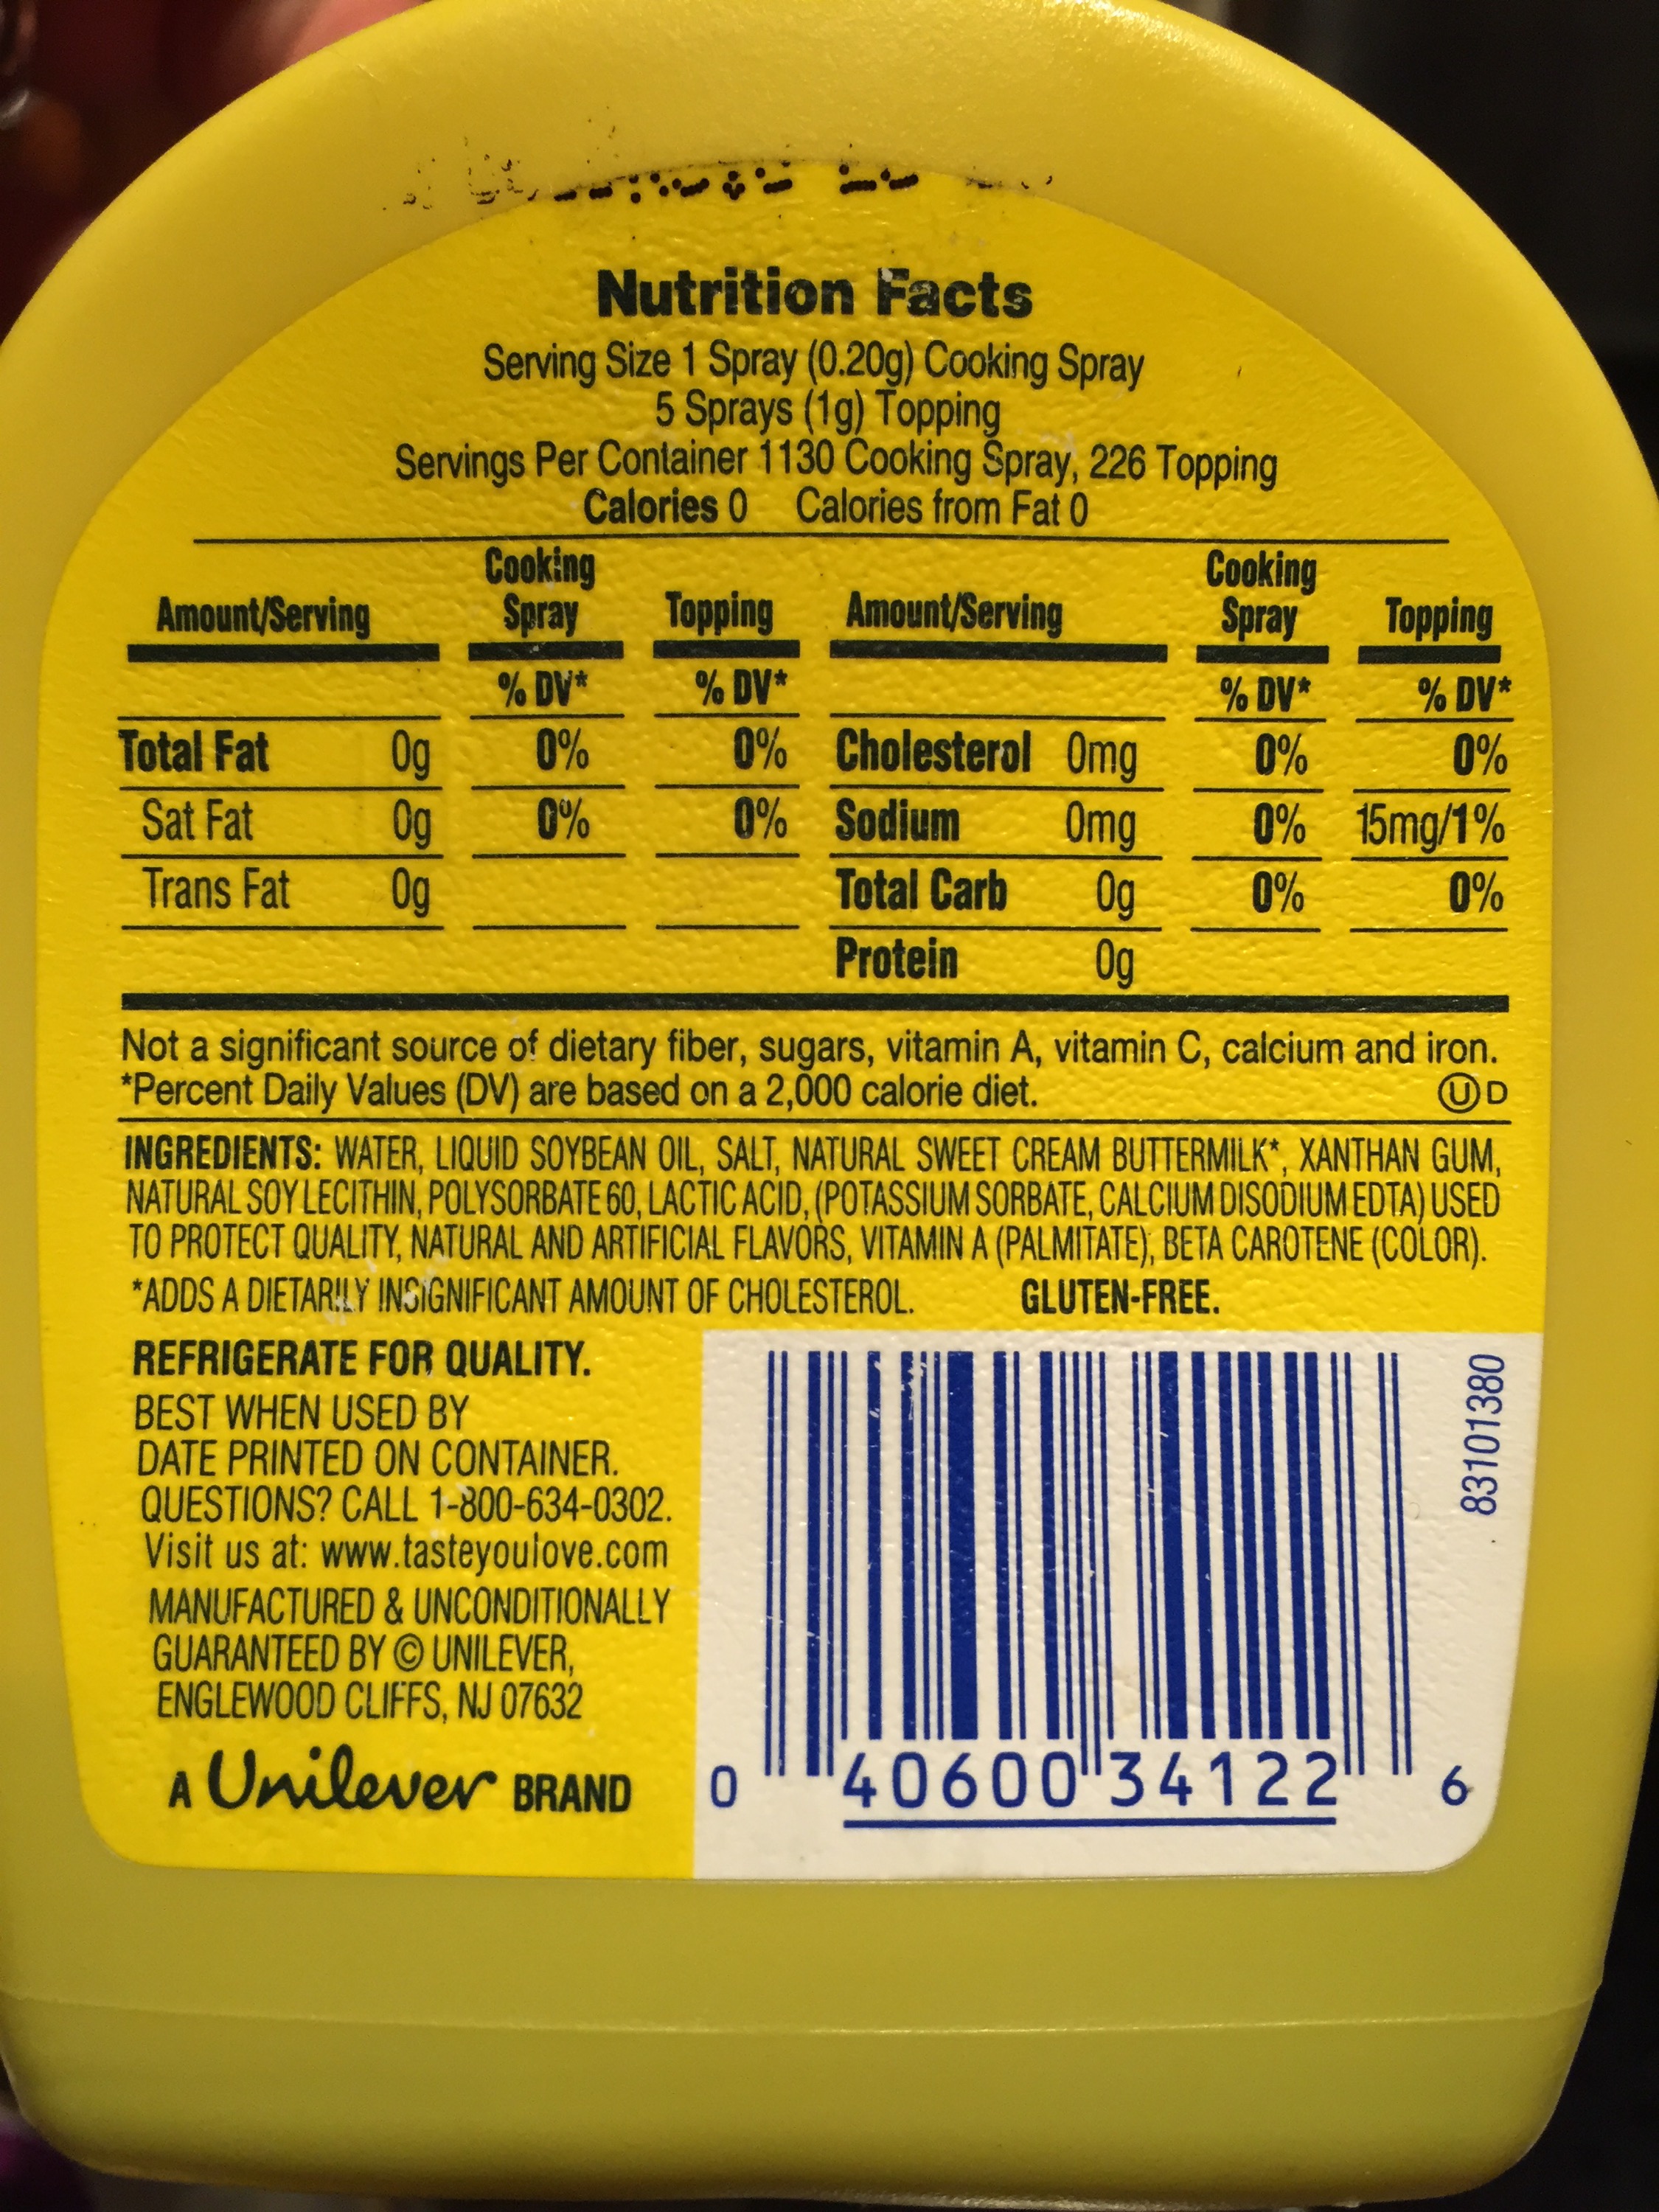 Nutrition Facts
Serving Size 1 Spray (0.20g) Cooking Spray
5 Sprays (1g) Topping
Servings Per Container 1130 Cooking Spray, 226 Topping
Calories 0 Calories from Fat 0
Amount/Serving Cooking Spray Topping Amount/Serving Cooking Spray Topping
% DV* % DV* % DV* % DV*
Total Fat 0g 0% 0% Cholesterol 0mg 0% 0%
Sat Fat 0g 0% 0% Sodium 0mg 0% 15mg/1%
Trans Fat 0g Total Carb 0g 0% 0%
Protein 0g
Not a significant source of dietary fiber, sugars, vitamin A, vitamin C, calcium and iron.
*Percent Daily Values (DV) are based on a 2,000 calorie diet. Ⓤ D
INGREDIENTS: WATER, LIQUID SOYBEAN OIL, SALT, NATURAL SWEET CREAM BUTTERMILK*, XANTHAN GUM,
NATURAL SOY LECITHIN, POLYSORBATE 60, LACTIC ACID, (POTASSIUM SORBATE, CALCIUM DISODIUM EDTA) USED
TO PROTECT QUALITY, NATURAL AND ARTIFICIAL FLAVORS, VITAMIN A (PALMITATE), BETA CAROTENE (COLOR).
*ADDS A DIETARILY INSIGNIFICANT AMOUNT OF CHOLESTEROL. GLUTEN-FREE.
REFRIGERATE FOR QUALITY.
BEST WHEN USED BY
DATE PRINTED ON CONTAINER.
QUESTIONS? CALL 1-800-634-0302.
Visit us at: www.tasteyoulove.com
MANUFACTURED & UNCONDITIONALLY
GUARANTEED BY © UNILEVER,
ENGLEWOOD CLIFFS, NJ 07632
A Unilever BRAND
83101380
0 40600 34122 6